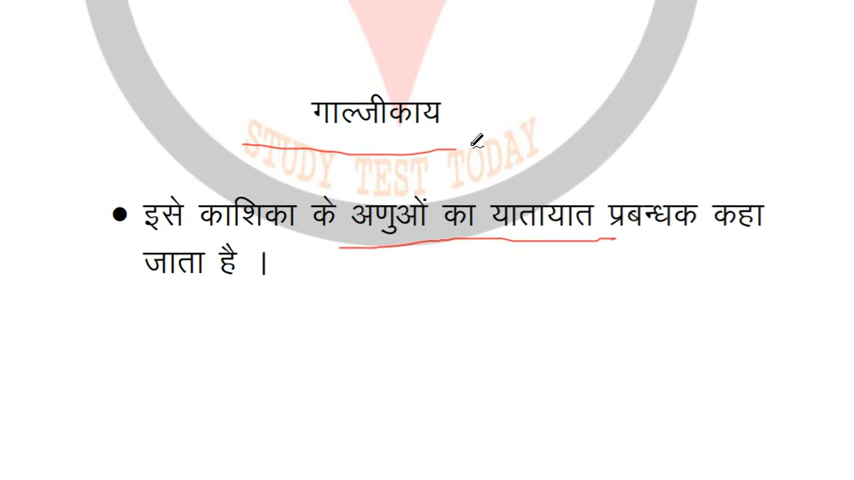 गाल्जीकाय
STUDY TEST TODAY
• इसे काशिका के अणुओं का यातायात प्रबन्धक कहा
जाता है ।